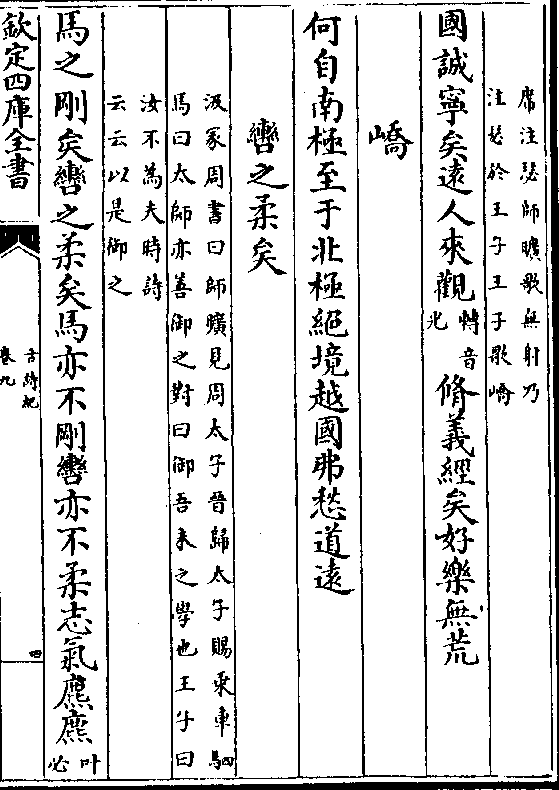 席注瑟師曠歌無射乃
注瑟於王子王子歌嶠
國誠寧矣遠人來觀轉音光脩義經矣好樂無荒
嶠
何自南極至于北極絕境越國弗愁道遠
轡之柔矣
汲冢周書曰師曠見周太子晉歸太子賜乘車駟
馬曰太師亦善御之對曰御吾未之學也王子曰
汝不為夫時詩
云云以是御之
馬之剛矣轡之柔矣馬亦不剛轡亦不柔志氣麃麃叶必
欽定四庫全書
古詩紀
卷九
四